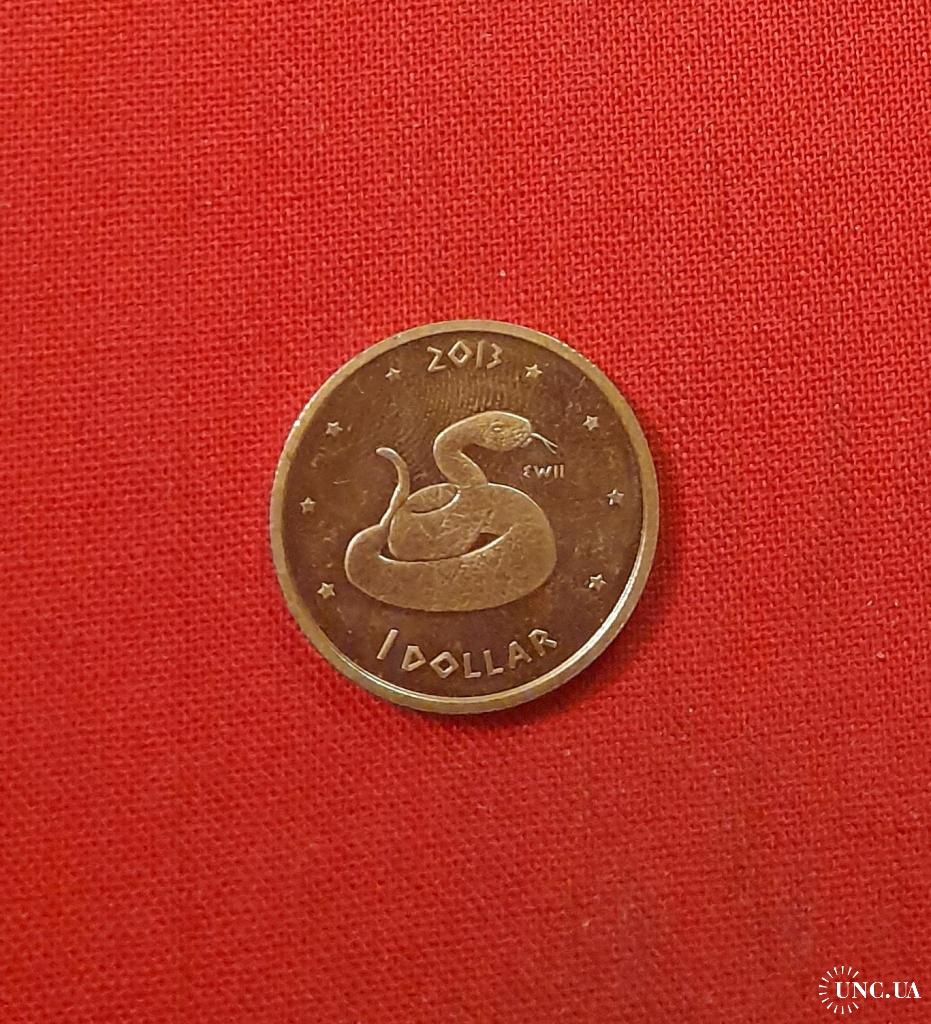 2013
EWII
1 DOLLAR
UNC.UA